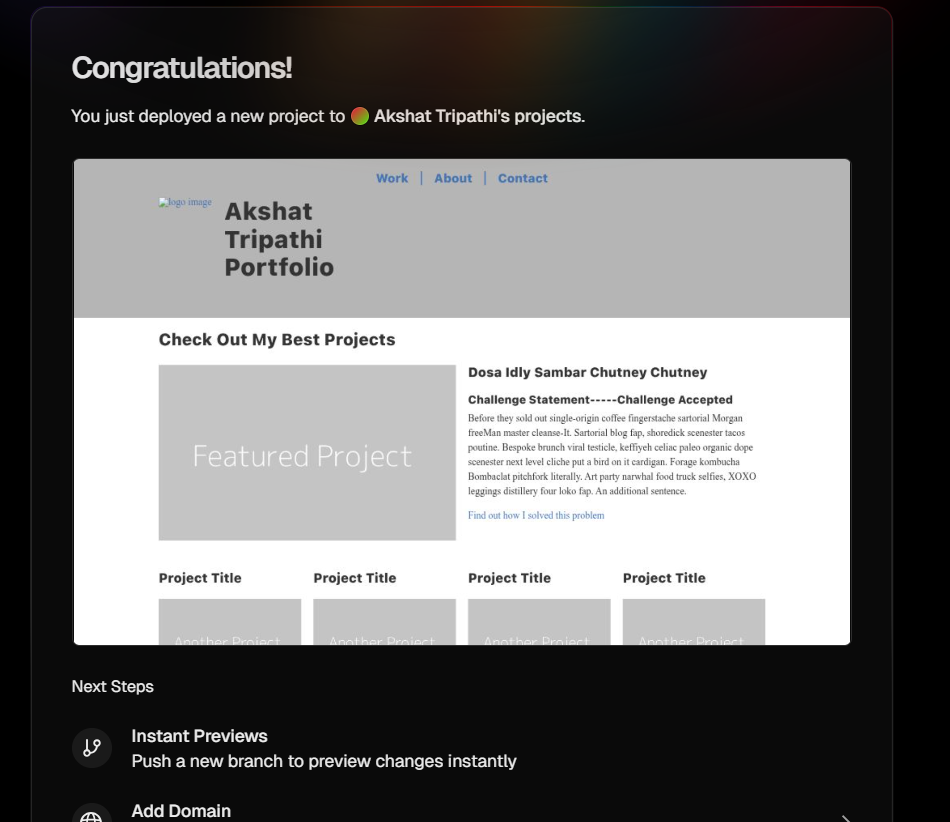 Congratulations!
You just deployed a new project to Akshat Tripathi's projects.
Work | About | Contact
logo image
Akshat
Tripathi
Portfolio
Check Out My Best Projects
Featured Project
Dosa Idly Sambar Chutney Chutney
Challenge Statement-----Challenge Accepted
Before they sold out single-origin coffee fingerstache sartorial Morgan
freeMan master cleanse-It. Sartorial blog fap, shoredick scenester tacos
poutine. Bespoke brunch viral testicle, keffiyeh celiac paleo organic dope
scenester next level cliche put a bird on it cardigan. Forage kombucha
Bombaclat pitchfork literally. Art party narwhal food truck selfies, XOXO
leggings distillery four loko fap. An additional sentence.
Find out how I solved this problem
Project Title Project Title Project Title Project Title
Another Project Another Project Another Project Another Project
Next Steps
Instant Previews
Push a new branch to preview changes instantly
Add Domain